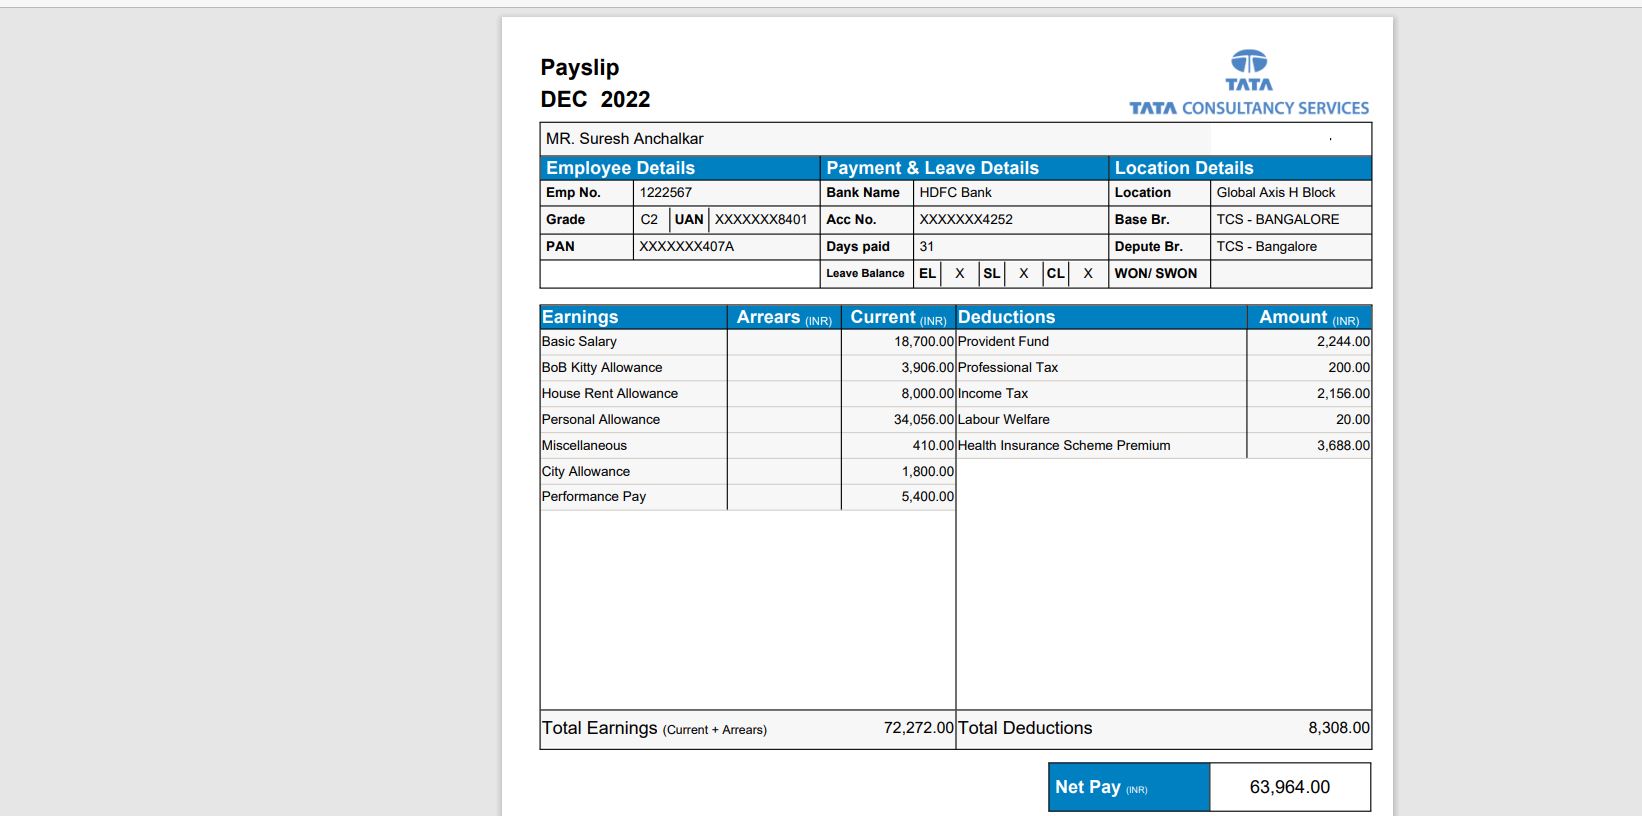 Payslip
DEC 2022
TATA
TATA CONSULTANCY SERVICES
MR. Suresh Anchalkar
Employee Details Payment & Leave Details Location Details
Emp No. 1222567 Bank Name HDFC Bank Location Global Axis H Block
Grade C2 UAN XXXXXXX8401 Acc No. XXXXXXX4252 Base Br. TCS - BANGALORE
PAN XXXXXXX407A Days paid 31 Depute Br. TCS - Bangalore
Leave Balance EL X SL X CL X WON/ SWON
Earnings Arrears (INR) Current (INR) Deductions Amount (INR)
Basic Salary 18,700.00 Provident Fund 2,244.00
BoB Kitty Allowance 3,906.00 Professional Tax 200.00
House Rent Allowance 8,000.00 Income Tax 2,156.00
Personal Allowance 34,056.00 Labour Welfare 20.00
Miscellaneous 410.00 Health Insurance Scheme Premium 3,688.00
City Allowance 1,800.00
Performance Pay 5,400.00
Total Earnings (Current + Arrears) 72,272.00 Total Deductions 8,308.00
Net Pay (INR) 63,964.00